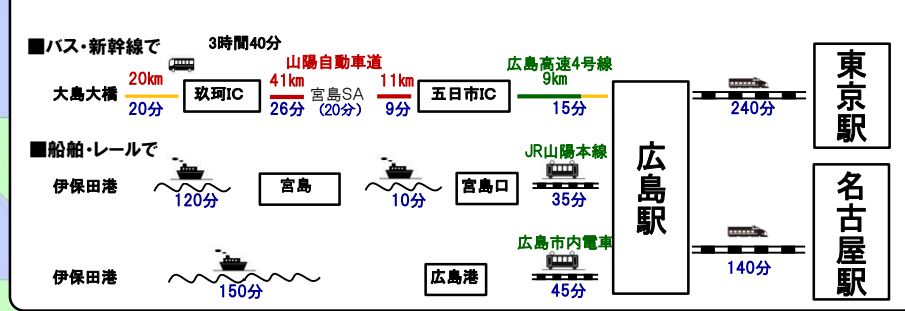 ■バス・新幹線で
3時間40分
山陽自動車道
広島高速4号線
20km
41km
11km
9km
大島大橋
玖珂IC
宮島SA
五日市IC
20分
26分
(20分)
9分
15分
240分
東京駅
■船舶・レールで
JR山陽本線
伊保田港
宮島
宮島口
120分
10分
35分
広島駅
広島市内電車
伊保田港
広島港
150分
45分
140分
名古屋駅